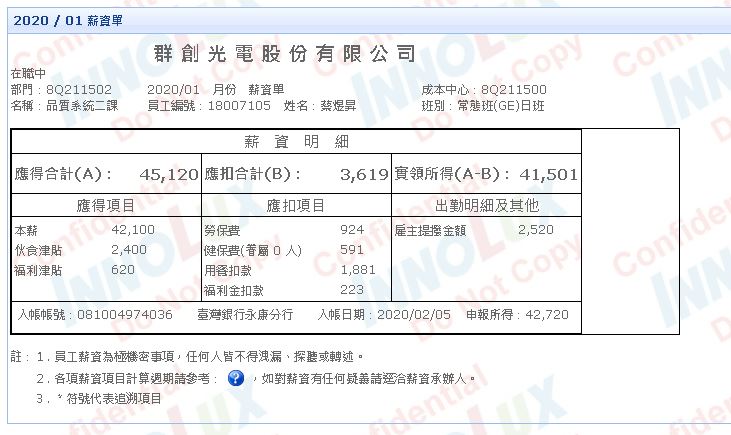 2020 / 01 薪資單
群創光電股份有限公司
在職中
部門：8Q211502 2020/01 月份 薪資單 成本中心：8Q211500
名稱：品質系統二課 員工編號：18007105 姓名：蔡煜昇 班別：常態班(GE)日班
薪資明細
應得合計(A)： 45,120 應扣合計(B)： 3,619 實領所得(A-B)： 41,501
應得項目 應扣項目 出勤明細及其他
本薪 42,100 勞保費 924 雇主提撥金額 2,520
伙食津貼 2,400 健保費(眷屬 0 人) 591
福利津貼 620 用餐扣款 1,881
福利金扣款 223
入帳帳號：081004974036 臺灣銀行永康分行 入帳日期：2020/02/05 申報所得：42,720
註：1．員工薪資為極機密事項，任何人皆不得洩漏、探聽或轉述。
2．各項薪資項目計算週期請參考： ? ，如對薪資有任何疑義請逕洽薪資承辦人。
3．* 符號代表追溯項目
Confidential
INNOLUX
Do Not Copy